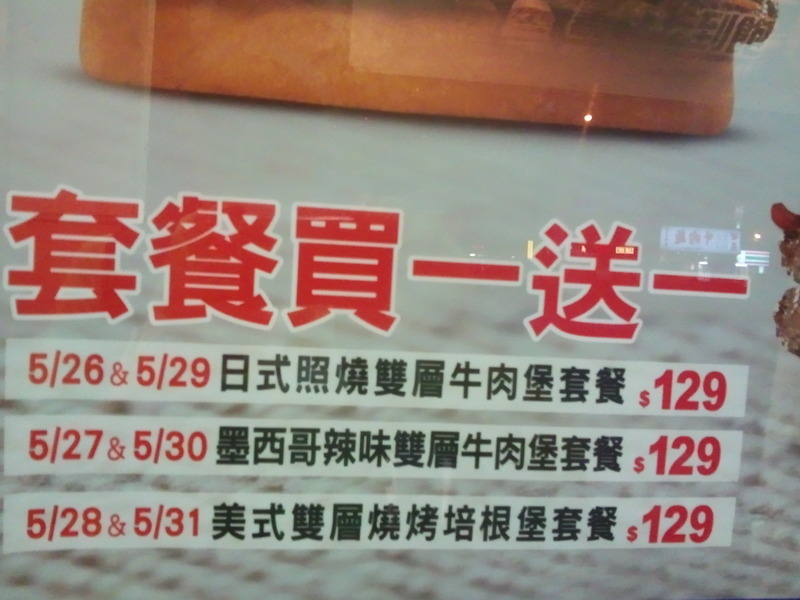 套餐買一送一
5/26 & 5/29 日式照燒雙層牛肉堡套餐 $129
5/27 & 5/30 墨西哥辣味雙層牛肉堡套餐 $129
5/28 & 5/31 美式雙層燒烤培根堡套餐 $129